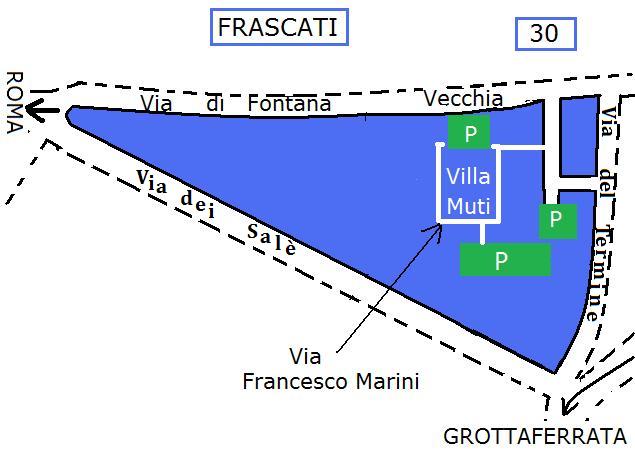 FRASCATI
30
ROMA
Via di Fontana Vecchia
P
Villa
Muti
P
P
Via del Termine
Via dei Salè
Via
Francesco Marini
GROTTAFERRATA